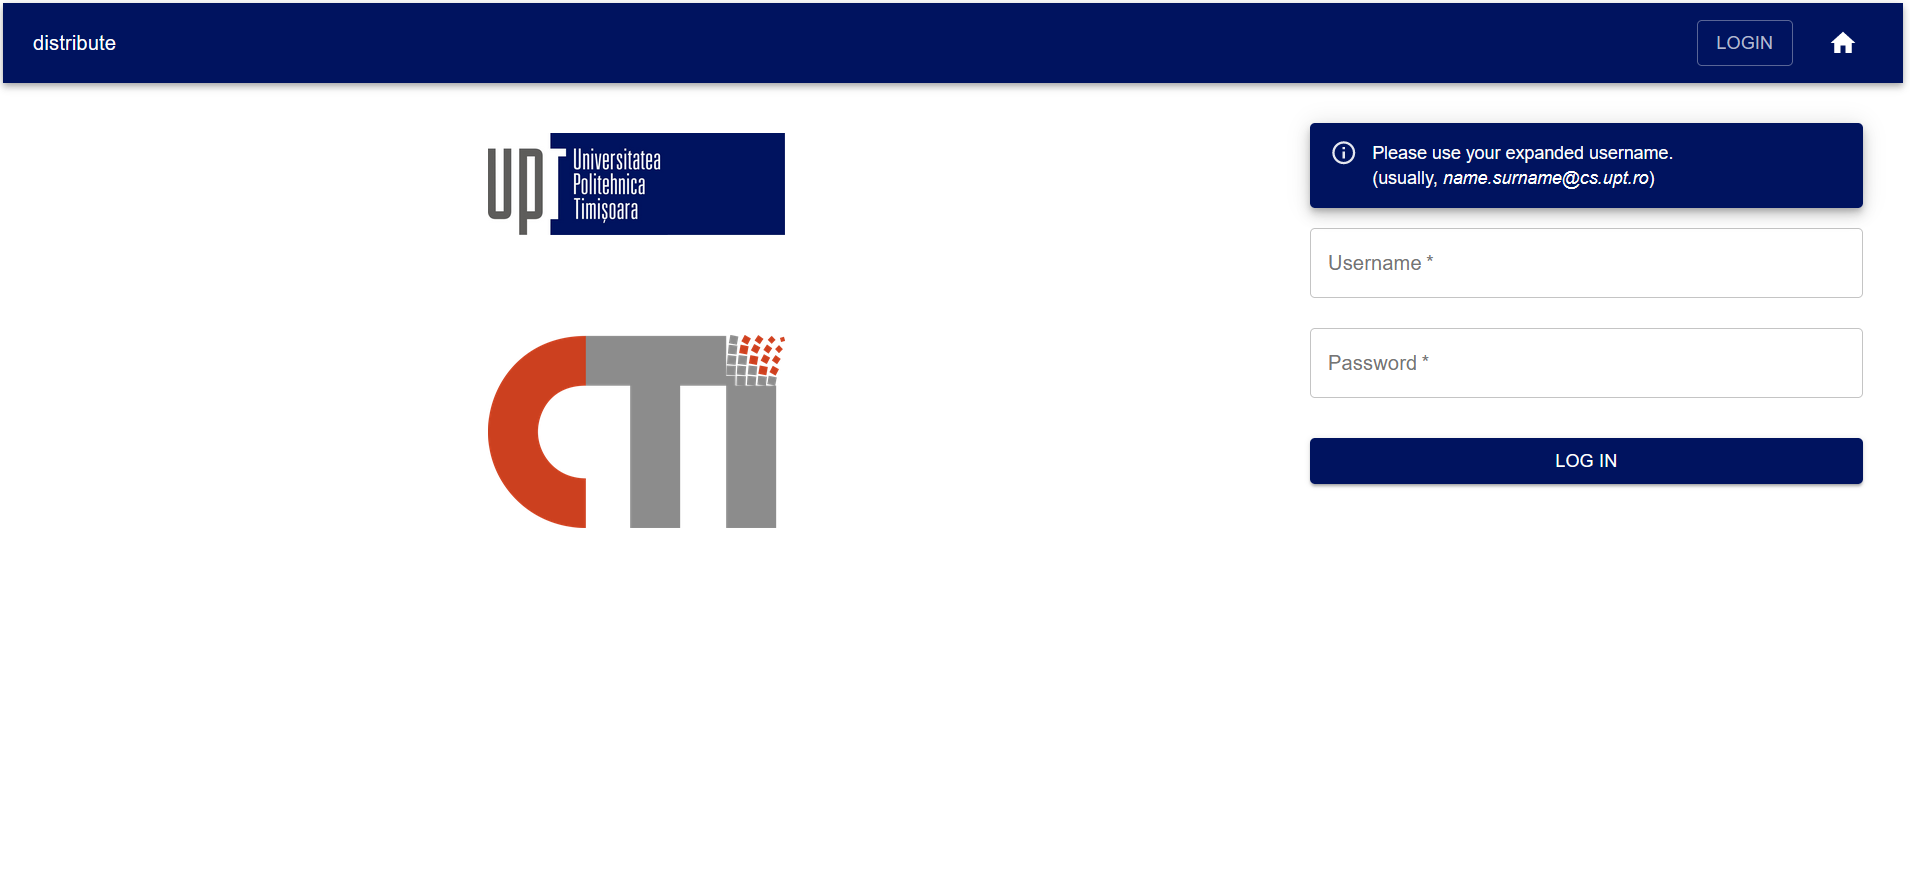 distribute
LOGIN
upt
Universitatea
Politehnica
Timișoara
CTI
Please use your expanded username.
(usually, name.surname@cs.upt.ro)
Username *
Password *
LOG IN